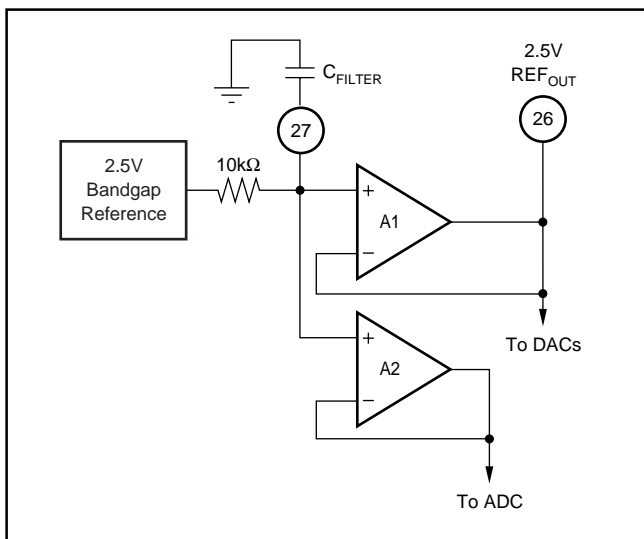 2.5V
REFOUT
CFILTER
27
26
2.5V
Bandgap
Reference
10kΩ
+
A1
−
To DACs
+
A2
−
To ADC